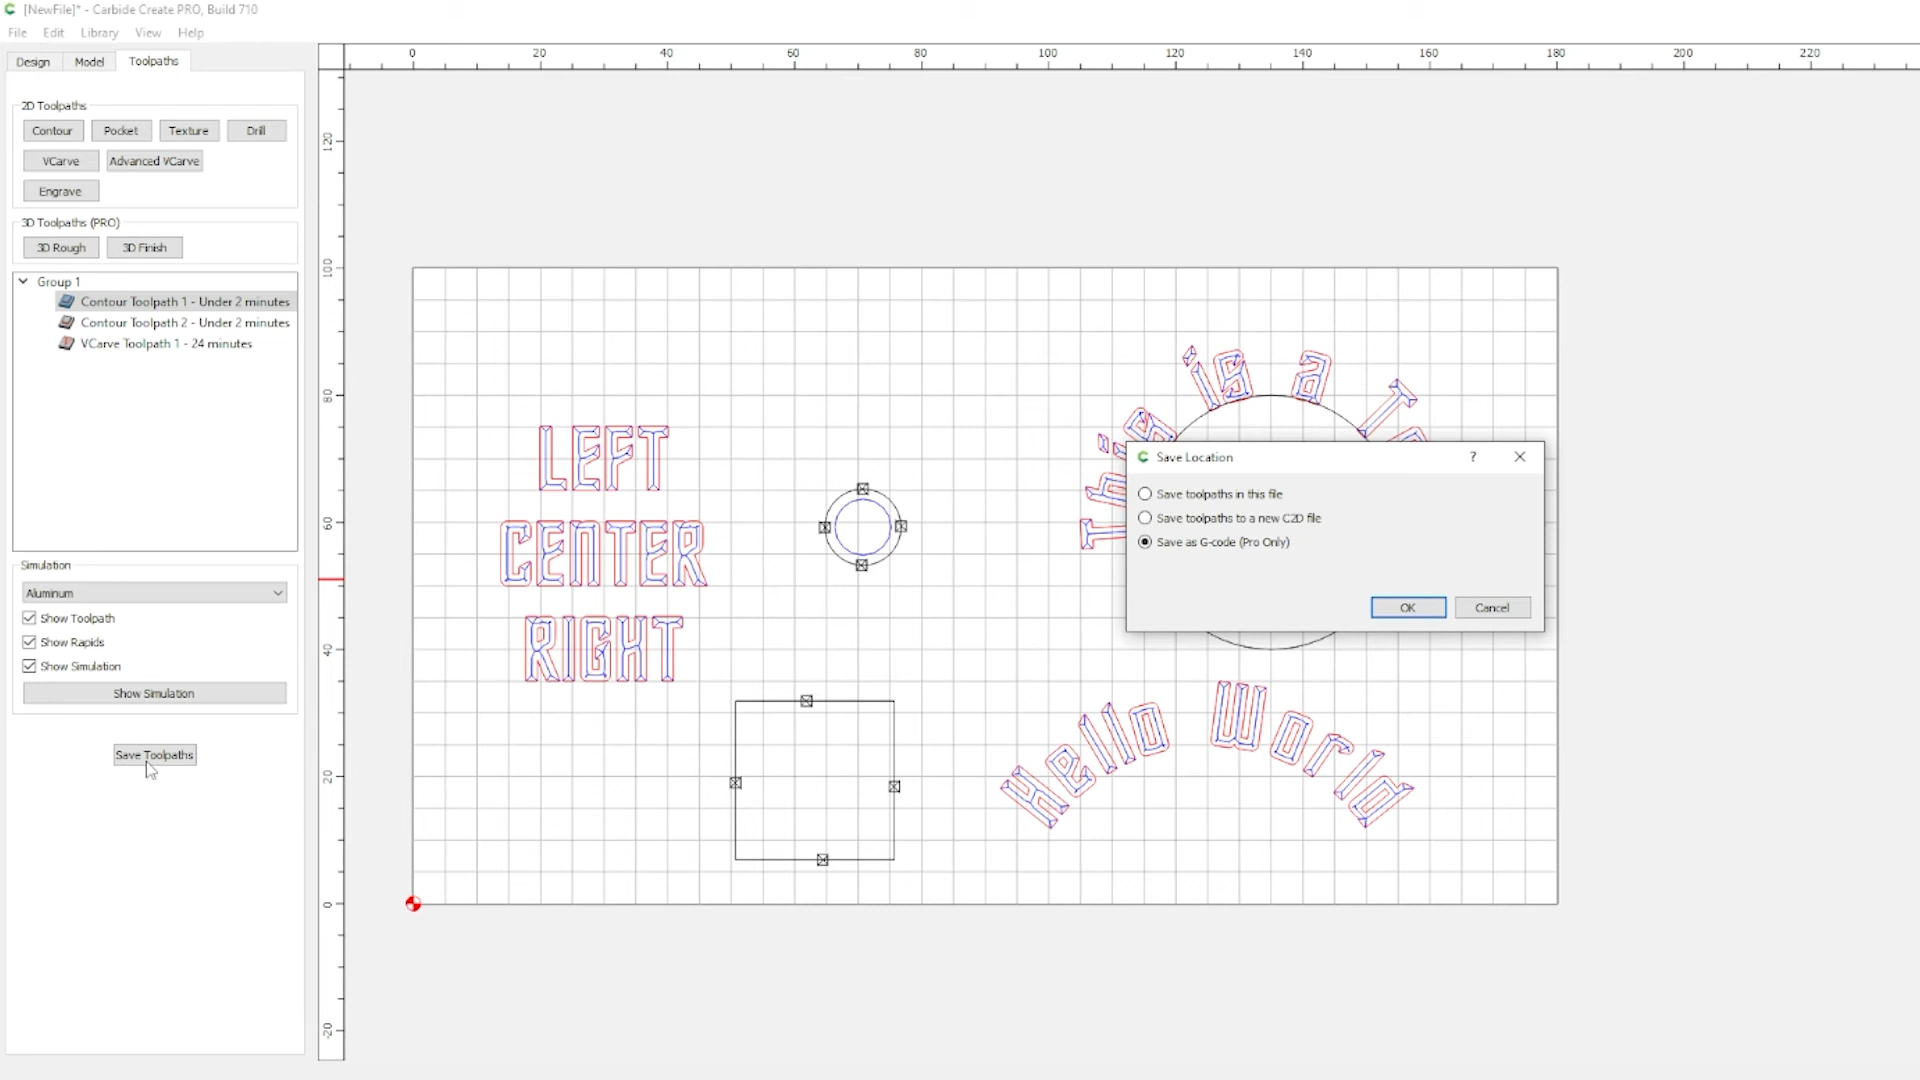 [NewFile]* - Carbide Create PRO, Build 710
File Edit Library View Help
Design Model Toolpaths
2D Toolpaths
Contour Pocket Texture Drill
VCarve Advanced VCarve
Engrave
3D Toolpaths (PRO)
3D Rough 3D Finish
Group 1
Contour Toolpath 1 - Under 2 minutes
Contour Toolpath 2 - Under 2 minutes
VCarve Toolpath 1 - 24 minutes
Simulation
Aluminum
Show Toolpath
Show Rapids
Show Simulation
Show Simulation
Save Toolpaths
0 20 40 60 80 100 120 140 160 180 200 220
120
100
80
60
40
20
0
-20
LEFT
CENTER
RIGHT
This is a T
Hello World
Save Location
?
Save toolpaths in this file
Save toolpaths to a new C2D file
Save as G-code (Pro Only)
OK Cancel